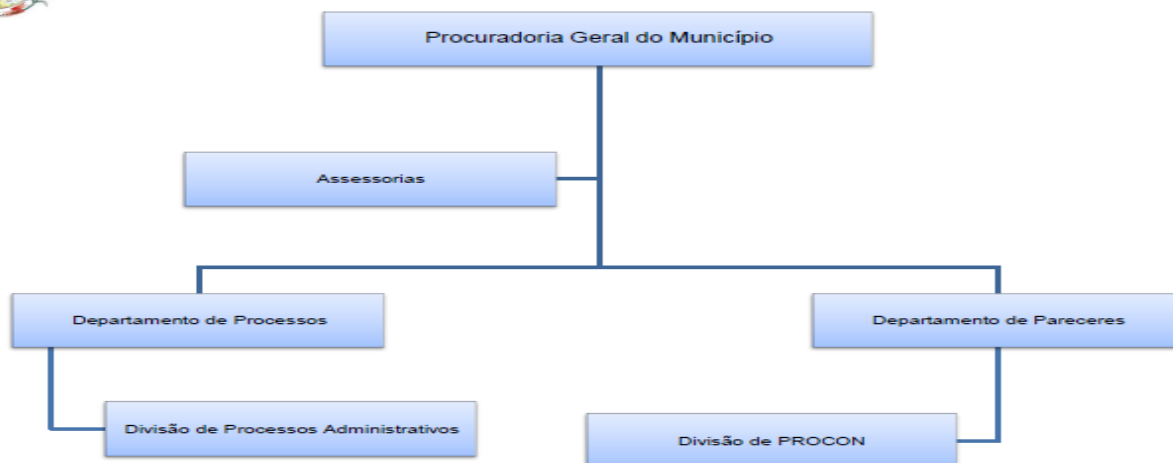 Procuradoria Geral do Município
Assessorias
Departamento de Processos
Departamento de Pareceres
Divisão de Processos Administrativos
Divisão de PROCON